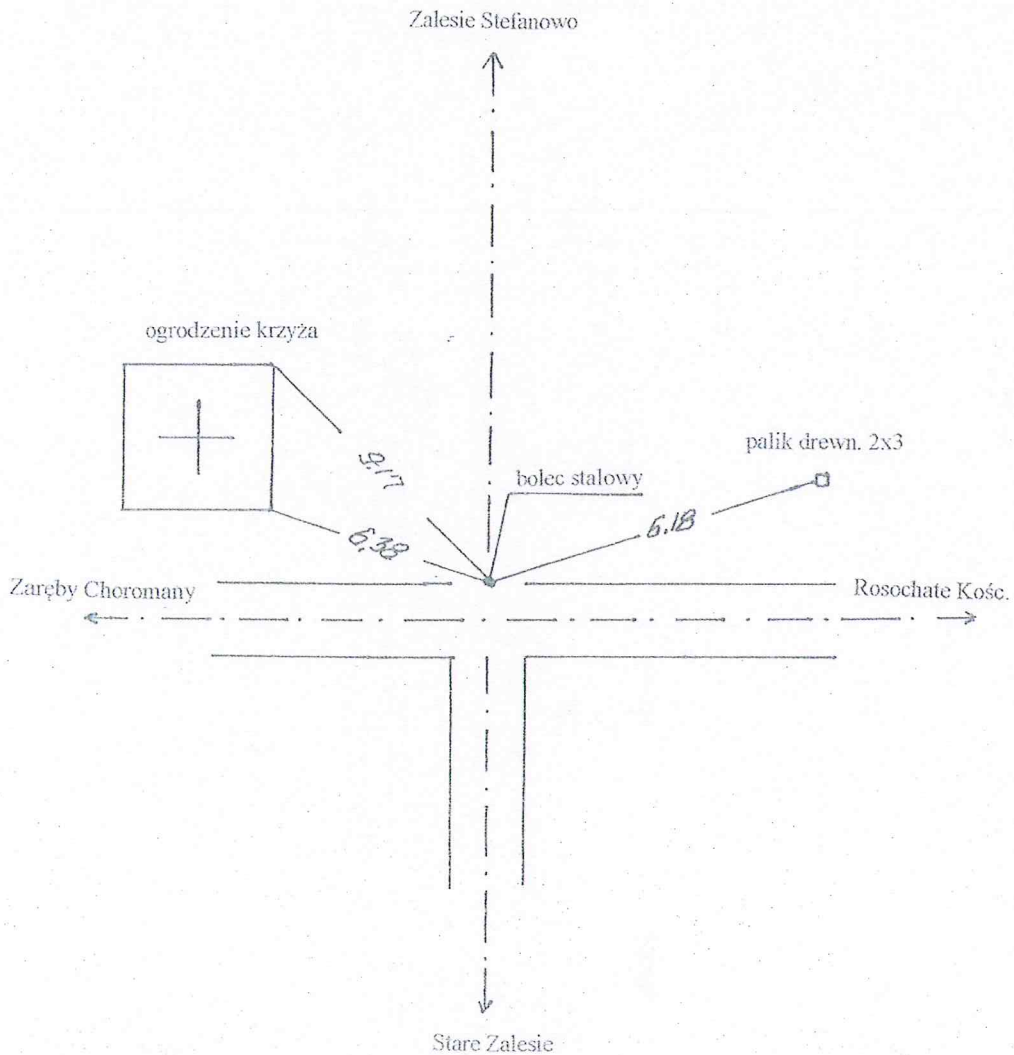 Zalesie Stefanowo
ogrodzenie krzyża
palik drewn. 2x3
9.17
bolec stalowy
6.38
6.18
Zaręby Choromany
Rosochate Kośc.
Stare Zalesie